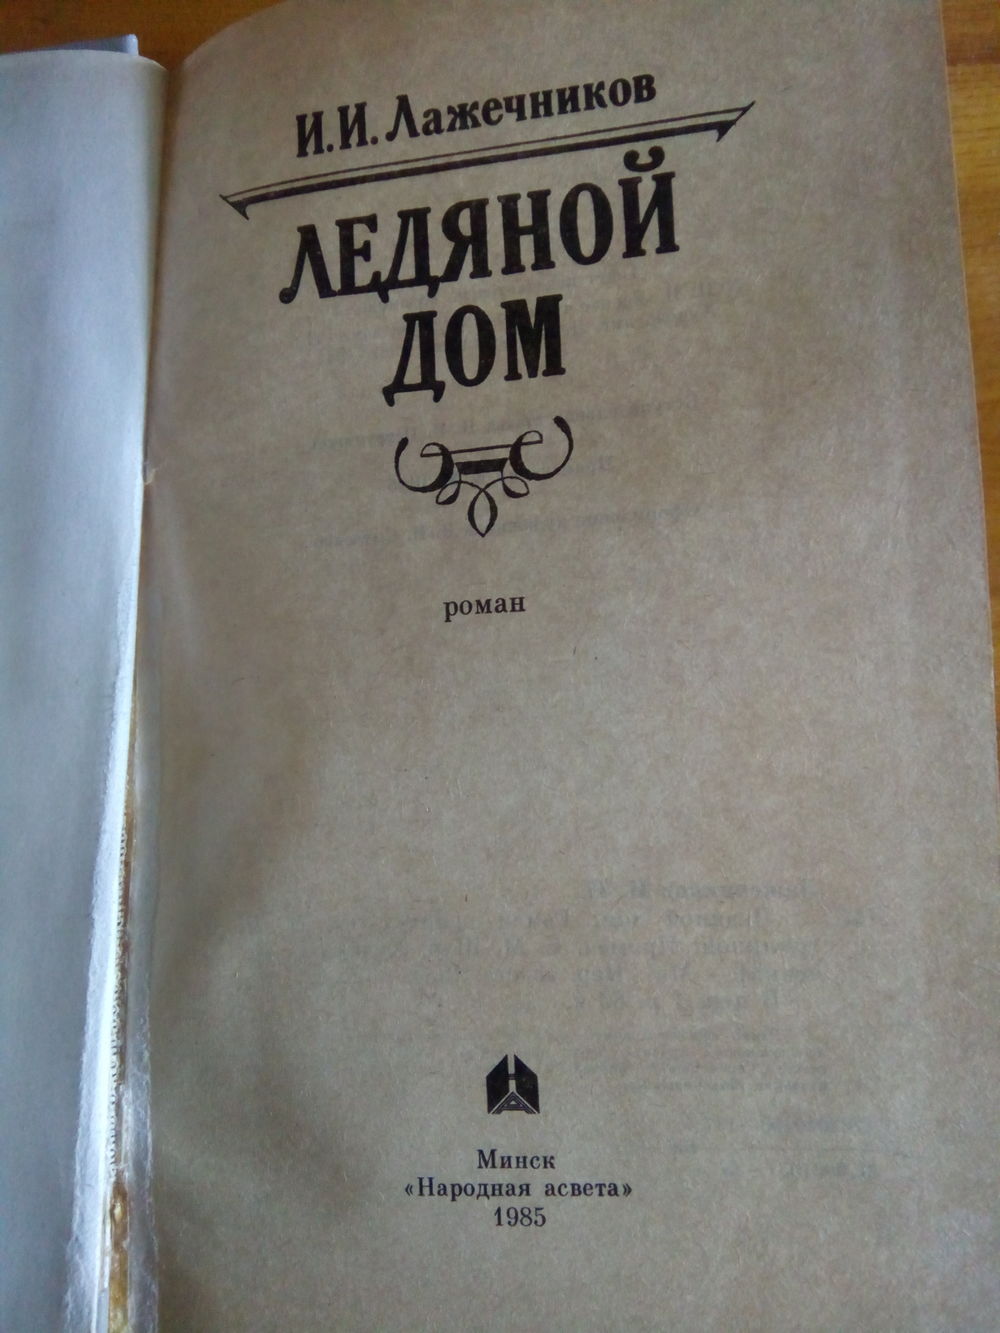 И.И. Лажечников
ЛЕДЯНОЙ
ДОМ
роман
Минск
«Народная асвета»
1985